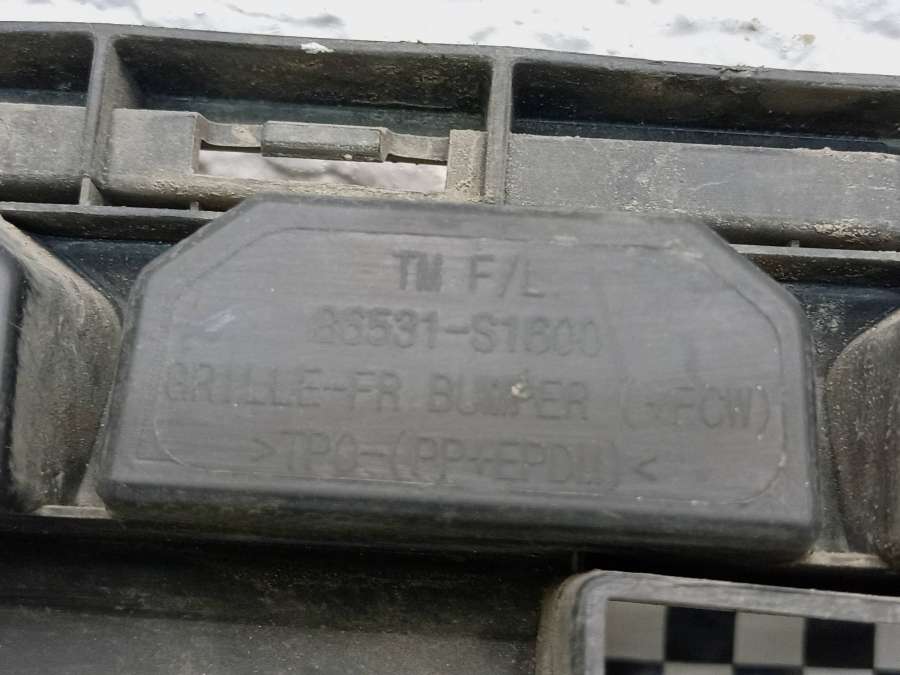 TM F/L
86531-S1600
GRILLE-FR BUMPER (+FCW)
>TPO-(PP+EPDM)<